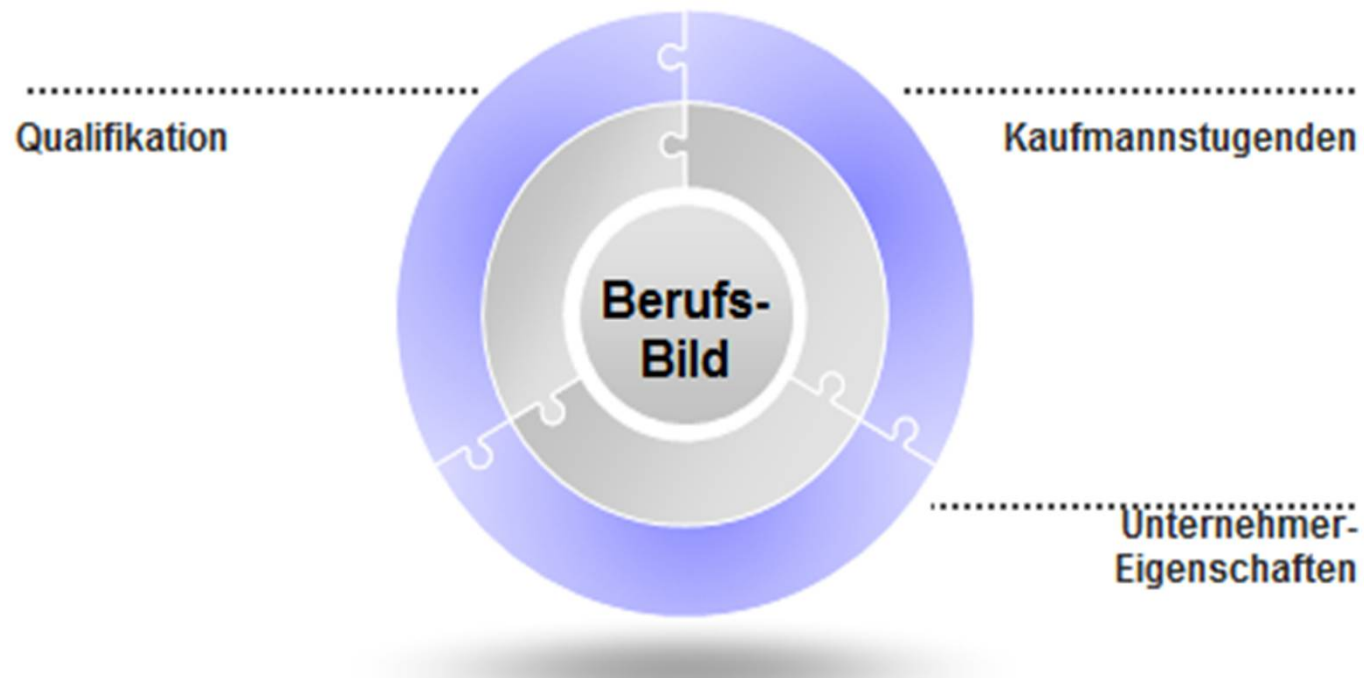 Qualifikation
Kaufmannstugenden
Berufs-
Bild
Unternehmer-
Eigenschaften